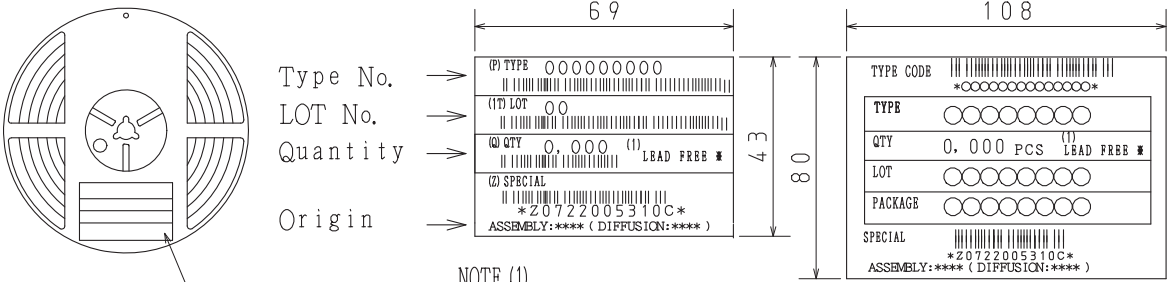 Type No.
LOT No.
Quantity
Origin
69
(P) TYPE 000000000
(1T) LOT 00
(Q) QTY 0, 000 (1) LEAD FREE *
(Z) SPECIAL
*Z0722005310C*
ASSEMBLY:**** ( DIFFUSION:**** )
43
NOTE (1)
108
80
TYPE CODE
*○○○○○○○○○○○○○○*
TYPE ○○○○○○○○
QTY 0, 000 PCS (1) LEAD FREE *
LOT ○○○○○○○○
PACKAGE ○○○○○○○○
SPECIAL
*Z0722005310C*
ASSEMBLY:**** ( DIFFUSION:**** )